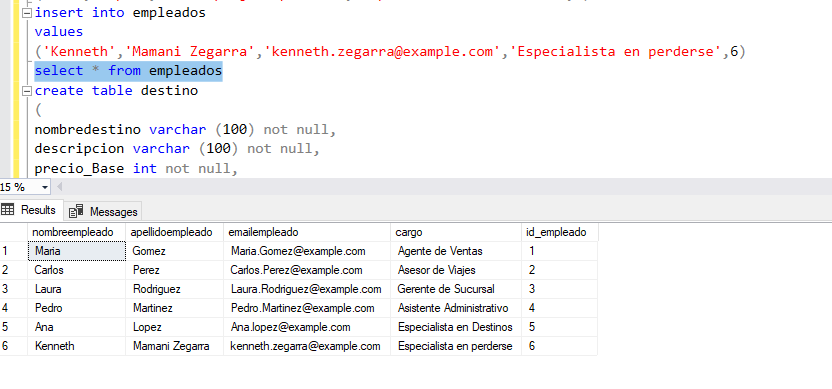 insert into empleados
values
('Kenneth','Mamani Zegarra','kenneth.zegarra@example.com','Especialista en perderse',6)
select * from empleados
create table destino
(
nombredestino varchar (100) not null,
descripcion varchar (100) not null,
precio_Base int not null,
15 %
Results Messages
nombreempleado apellidoempleado emailempleado cargo id_empleado
1 Maria Gomez Maria.Gomez@example.com Agente de Ventas 1
2 Carlos Perez Carlos.Perez@example.com Asesor de Viajes 2
3 Laura Rodriguez Laura.Rodriguez@example.com Gerente de Sucursal 3
4 Pedro Martinez Pedro.Martinez@example.com Asistente Administrativo 4
5 Ana Lopez Ana.lopez@example.com Especialista en Destinos 5
6 Kenneth Mamani Zegarra kenneth.zegarra@example.com Especialista en perderse 6